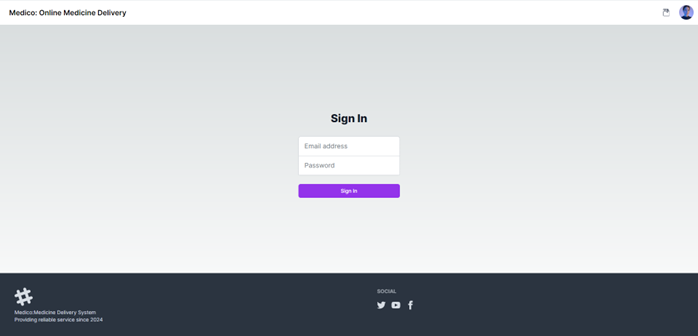 Medico: Online Medicine Delivery
Sign In
Email address
Password
Sign In
SOCIAL
Medico:Medicine Delivery System
Providing reliable service since 2024